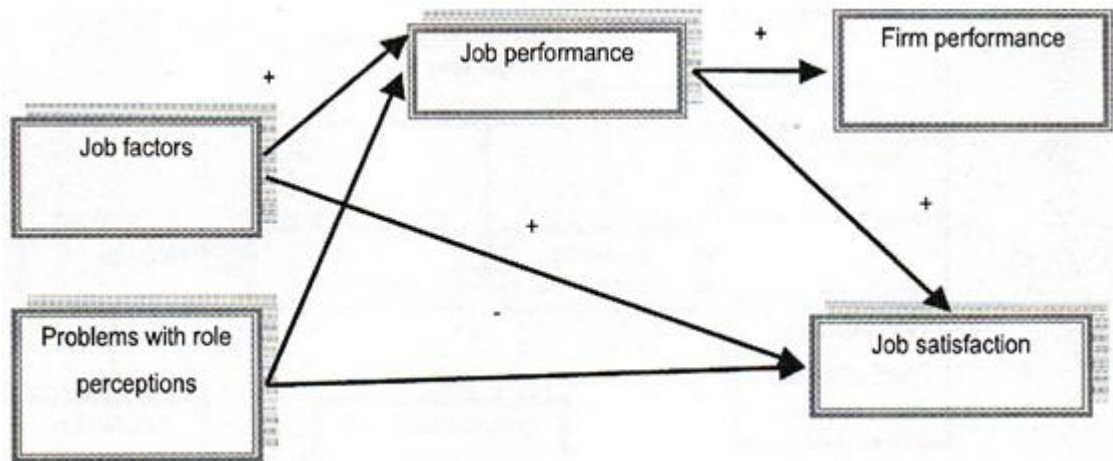 Job performance
Firm performance
+
+
Job factors
+
+
Problems with role
perceptions
-
Job satisfaction